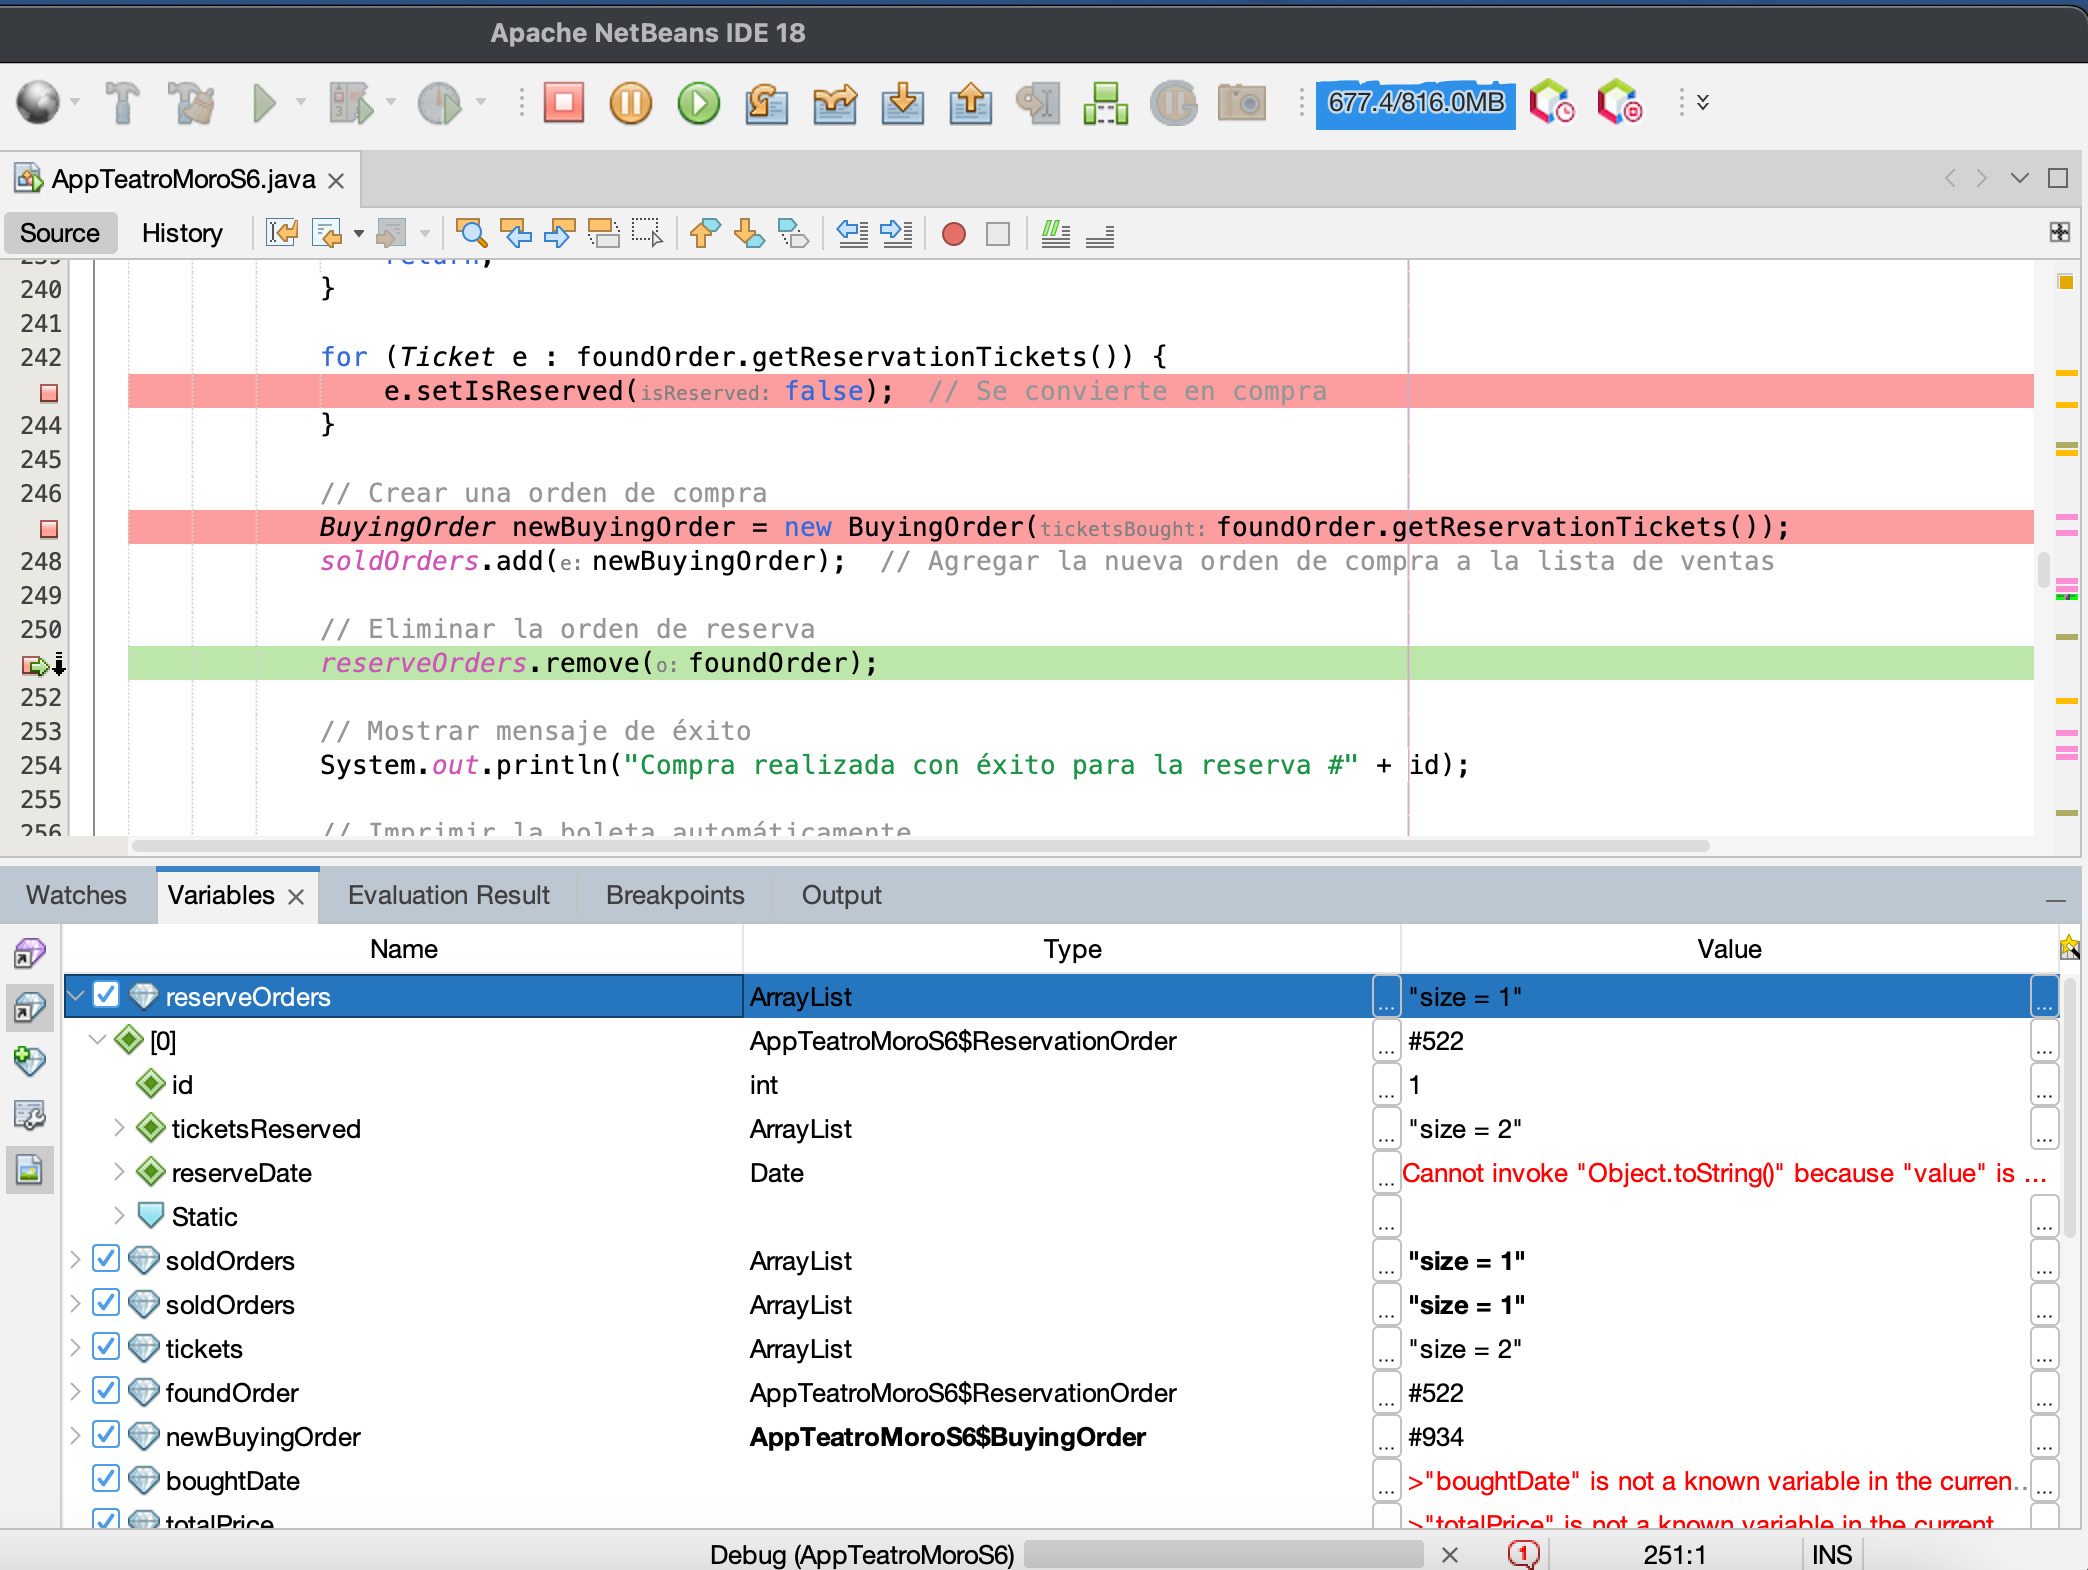 Apache NetBeans IDE 18
677.4/816.0MB
AppTeatroMoroS6.java
Source History
239 return;
240 }
241
242 for (Ticket e : foundOrder.getReservationTickets()) {
e.setIsReserved(isReserved: false);  // Se convierte en compra
244 }
245
246 // Crear una orden de compra
BuyingOrder newBuyingOrder = new BuyingOrder(ticketsBought: foundOrder.getReservationTickets());
248 soldOrders.add(e: newBuyingOrder);  // Agregar la nueva orden de compra a la lista de ventas
249
250 // Eliminar la orden de reserva
reserveOrders.remove(o: foundOrder);
252
253 // Mostrar mensaje de éxito
254 System.out.println("Compra realizada con éxito para la reserva #" + id);
255
256 // Imprimir la boleta automáticamente
Watches Variables Evaluation Result Breakpoints Output
Name Type Value
reserveOrders ArrayList ... "size = 1" ...
[0] AppTeatroMoroS6$ReservationOrder ... #522 ...
id int ... 1 ...
ticketsReserved ArrayList ... "size = 2" ...
reserveDate Date ... Cannot invoke "Object.toString()" because "value" is ...
Static ... ...
soldOrders ArrayList ... "size = 1" ...
soldOrders ArrayList ... "size = 1" ...
tickets ArrayList ... "size = 2" ...
foundOrder AppTeatroMoroS6$ReservationOrder ... #522 ...
newBuyingOrder AppTeatroMoroS6$BuyingOrder ... #934 ...
boughtDate ... >"boughtDate" is not a known variable in the curren... ...
totalPrice >"totalPrice" is not a known variable in the current
Debug (AppTeatroMoroS6) 1 251:1 INS